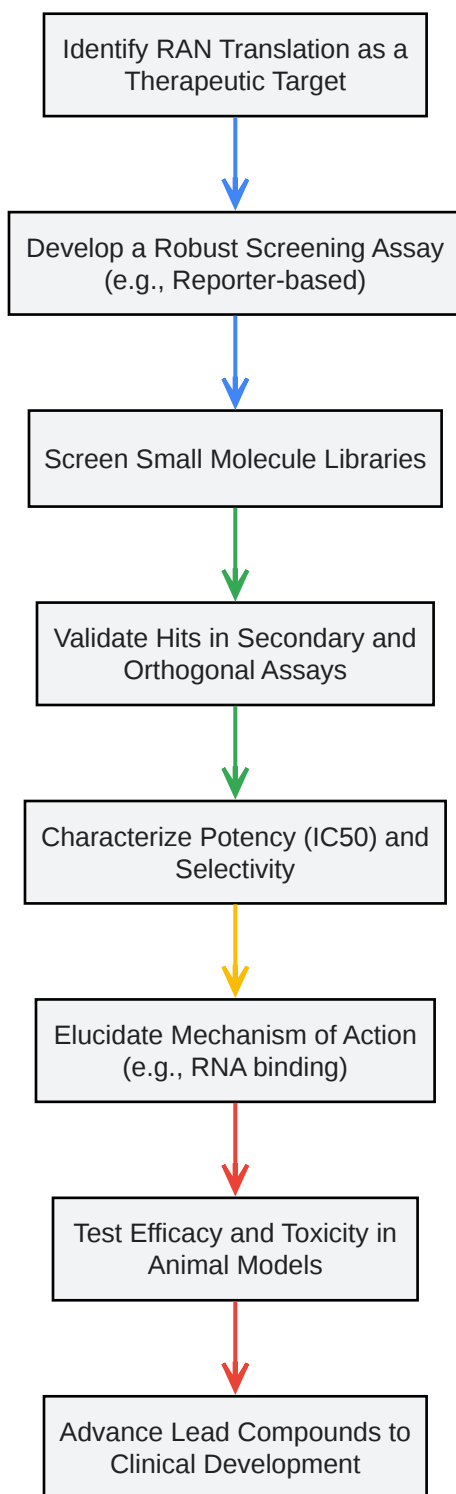 Identify RAN Translation as a
Therapeutic Target
Develop a Robust Screening Assay
(e.g., Reporter-based)
Screen Small Molecule Libraries
Validate Hits in Secondary and
Orthogonal Assays
Characterize Potency (IC50) and
Selectivity
Elucidate Mechanism of Action
(e.g., RNA binding)
Test Efficacy and Toxicity in
Animal Models
Advance Lead Compounds to
Clinical Development